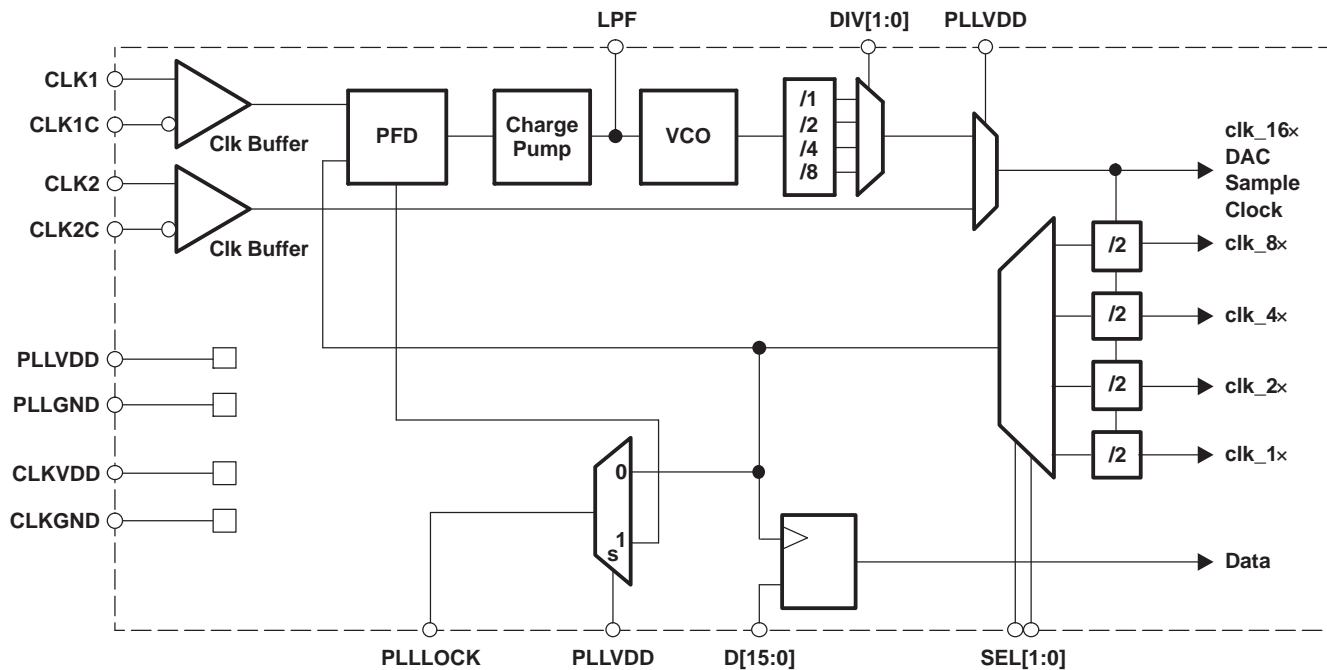 LPF
DIV[1:0]
PLLVDD
CLK1
CLK1C
Clk Buffer
CLK2
CLK2C
Clk Buffer
PFD
Charge
Pump
VCO
/1
/2
/4
/8
clk_16×
DAC
Sample
Clock
/2
clk_8×
/2
clk_4×
/2
clk_2×
/2
clk_1×
PLLVDD
PLLGND
CLKVDD
CLKGND
0
1
s
Data
PLLLOCK
PLLVDD
D[15:0]
SEL[1:0]